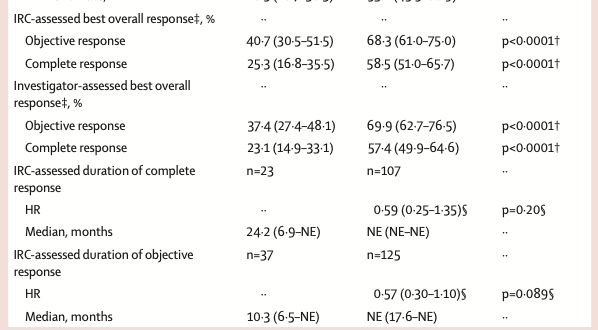 IRC-assessed best overall response‡, % ·· ·· ··
Objective response 40·7 (30·5–51·5) 68·3 (61·0–75·0) p<0·0001†
Complete response 25·3 (16·8–35·5) 58·5 (51·0–65·7) p<0·0001†
Investigator-assessed best overall ·· ·· ··
response‡, %
Objective response 37·4 (27·4–48·1) 69·9 (62·7–76·5) p<0·0001†
Complete response 23·1 (14·9–33·1) 57·4 (49·9–64·6) p<0·0001†
IRC-assessed duration of complete n=23 n=107 ··
response
HR ·· 0·59 (0·25–1·35)§ p=0·20§
Median, months 24·2 (6·9–NE) NE (NE–NE) ··
IRC-assessed duration of objective n=37 n=125 ··
response
HR ·· 0·57 (0·30–1·10)§ p=0·089§
Median, months 10·3 (6·5–NE) NE (17·6–NE) ··